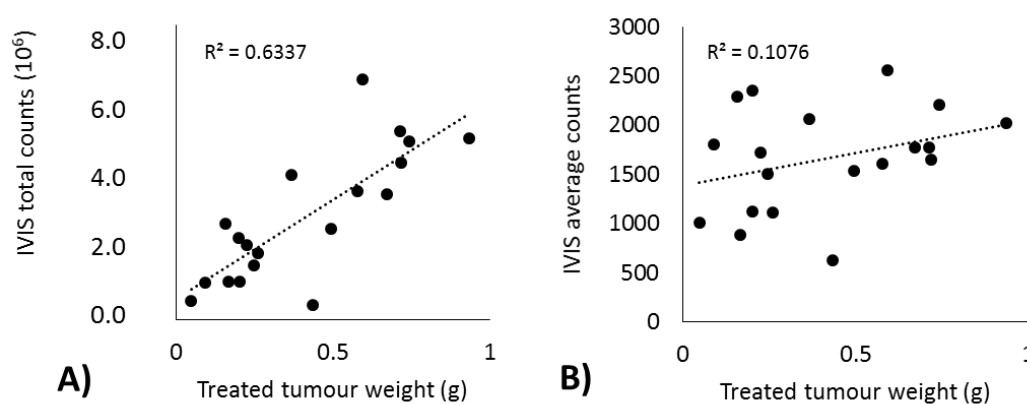 IVIS total counts (10⁶)
8.0
6.0
4.0
2.0
0.0
R² = 0.6337
0
0.5
1
Treated tumour weight (g)
A)
IVIS average counts
3000
2500
2000
1500
1000
500
0
R² = 0.1076
0
0.5
1
Treated tumour weight (g)
B)